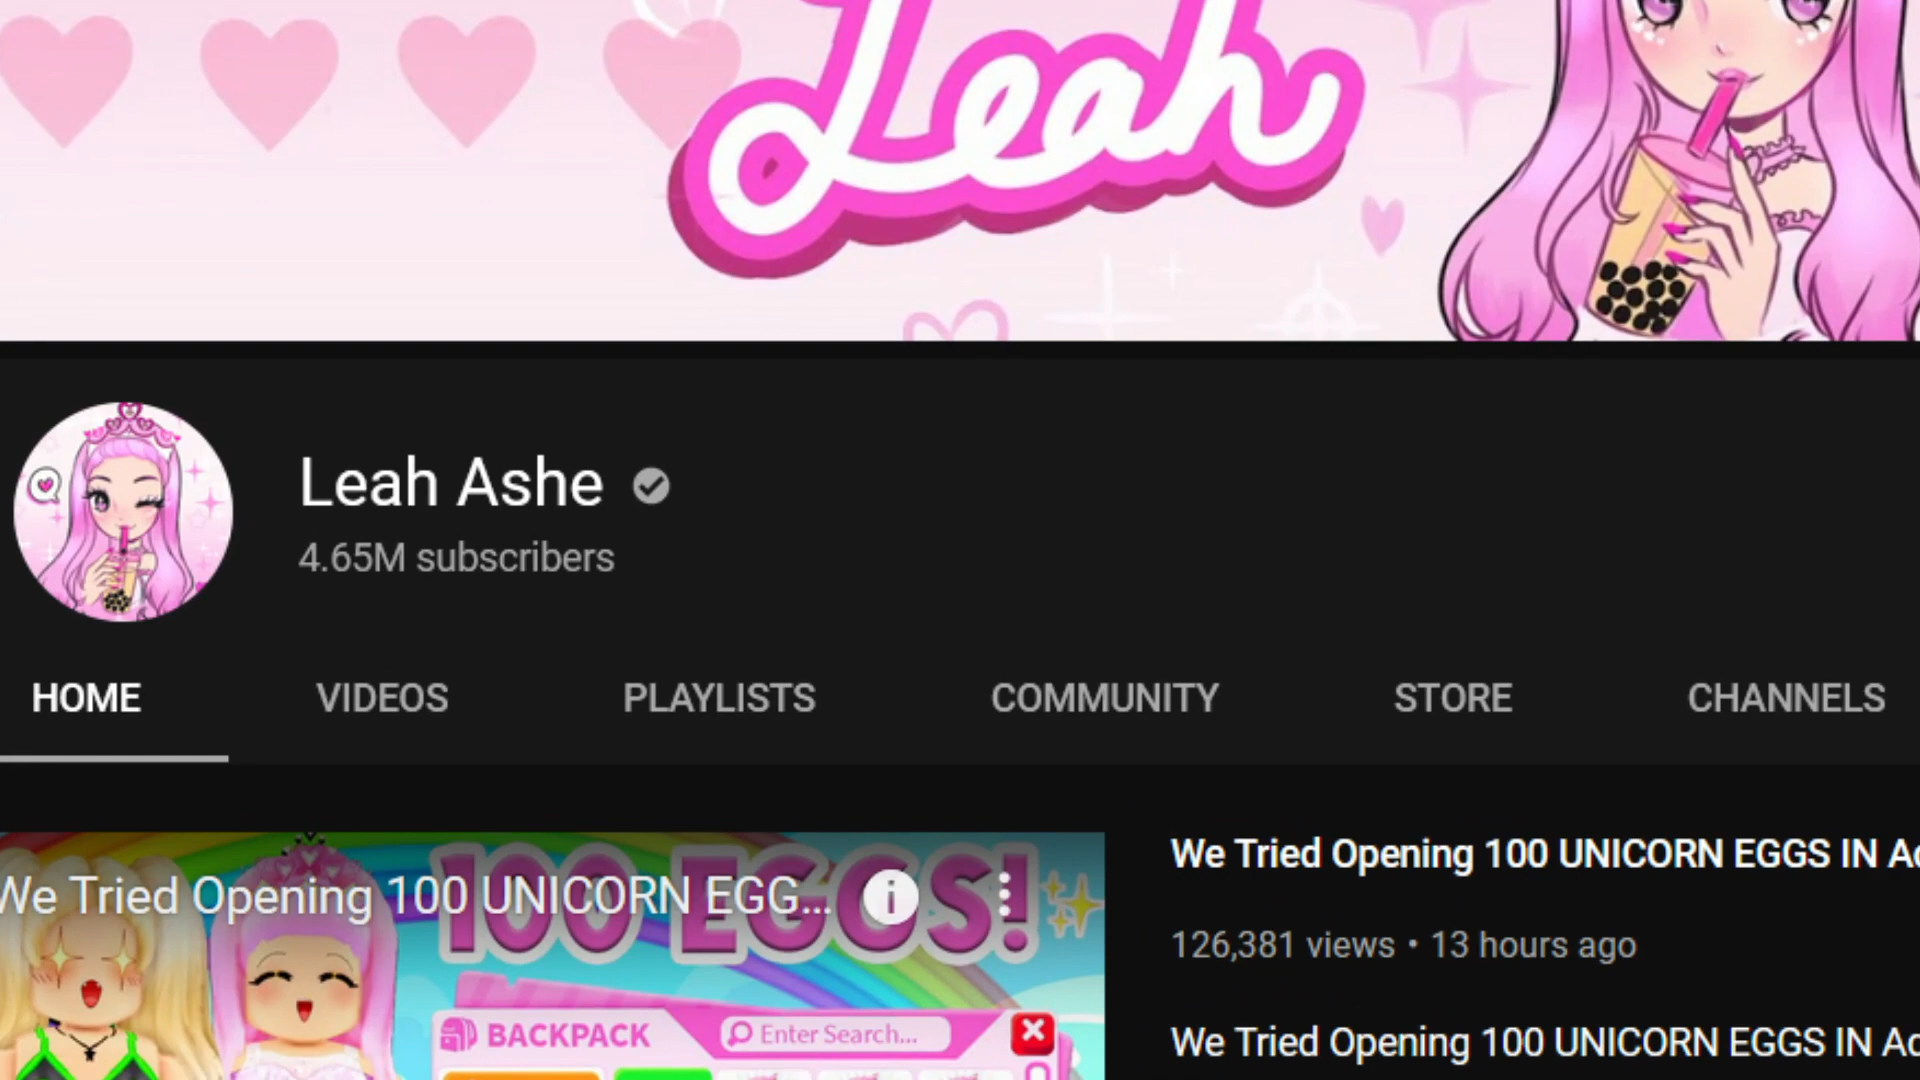 Leah
Leah Ashe
4.65M subscribers
HOME VIDEOS PLAYLISTS COMMUNITY STORE CHANNELS
We Tried Opening 100 UNICORN EGG...
100 EGGS!
BACKPACK
Enter Search...
We Tried Opening 100 UNICORN EGGS IN Ad
126,381 views • 13 hours ago
We Tried Opening 100 UNICORN EGGS IN Ad